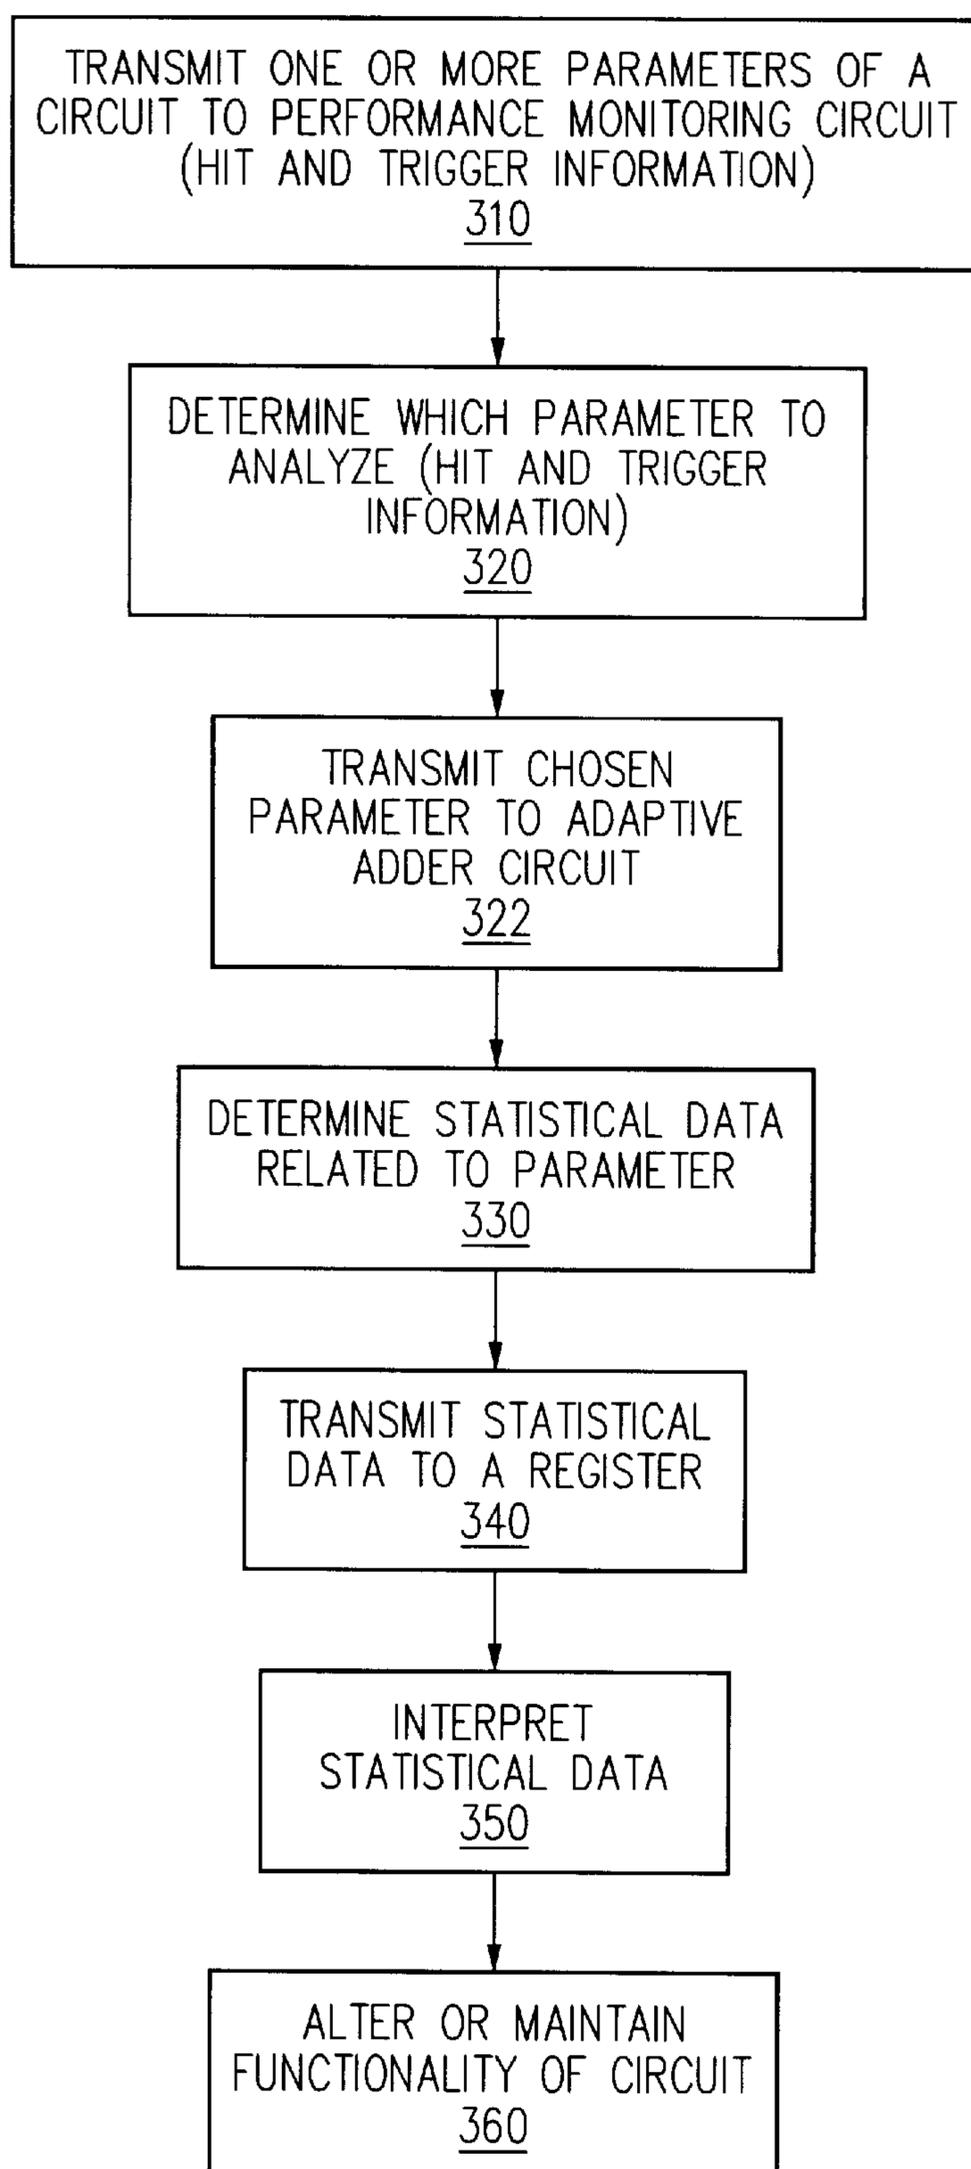 TRANSMIT ONE OR MORE PARAMETERS OF A
CIRCUIT TO PERFORMANCE MONITORING CIRCUIT
(HIT AND TRIGGER INFORMATION)
310
DETERMINE WHICH PARAMETER TO
ANALYZE (HIT AND TRIGGER
INFORMATION)
320
TRANSMIT CHOSEN
PARAMETER TO ADAPTIVE
ADDER CIRCUIT
322
DETERMINE STATISTICAL DATA
RELATED TO PARAMETER
330
TRANSMIT STATISTICAL
DATA TO A REGISTER
340
INTERPRET
STATISTICAL DATA
350
ALTER OR MAINTAIN
FUNCTIONALITY OF CIRCUIT
360